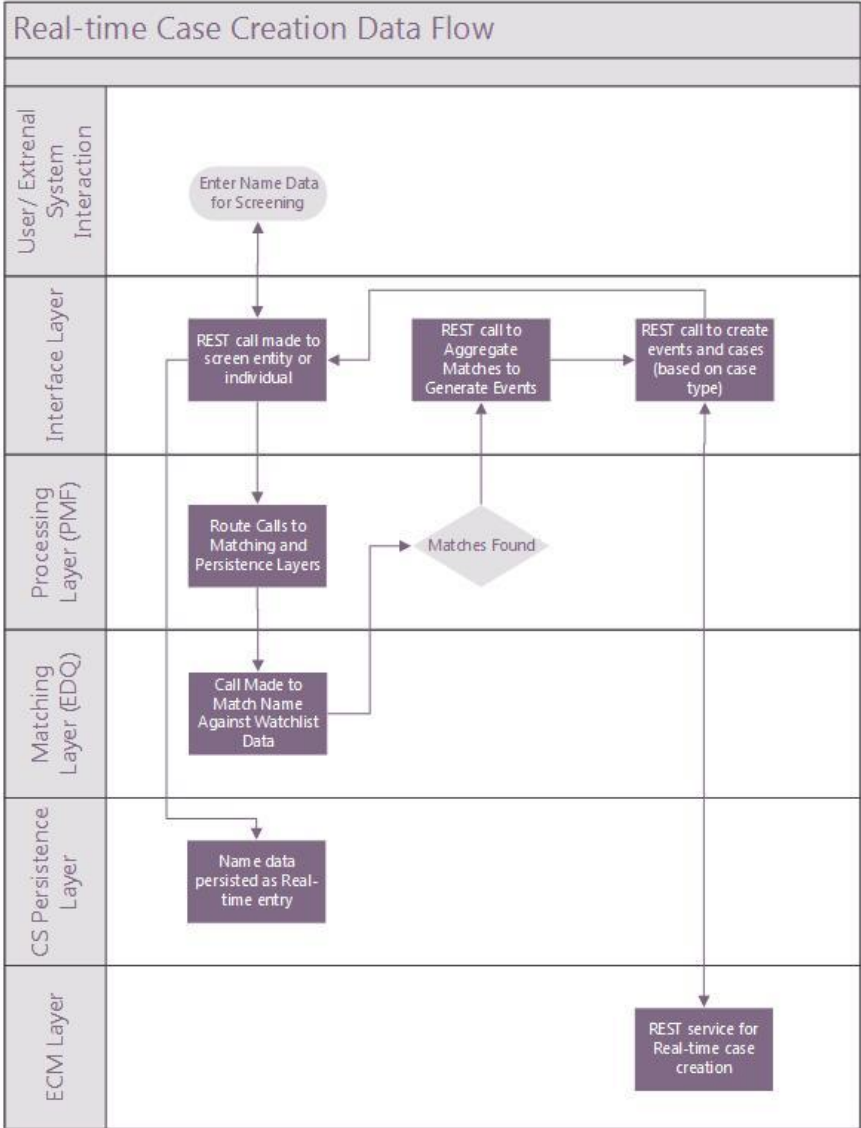 Real-time Case Creation Data Flow
User/ Extrenal
System
Interaction
Enter Name Data
for Screening
Interface Layer
REST call made to
screen entity or
individual
REST call to
Aggregate
Matches to
Generate Events
REST call to create
events and cases
(based on case
type)
Processing
Layer (PMF)
Route Calls to
Matching and
Persistence Layers
Matches Found
Matching
Layer (EDQ)
Call Made to
Match Name
Against Watchlist
Data
CS Persistence
Layer
Name data
persisted as Real-
time entry
ECM Layer
REST service for
Real-time case
creation